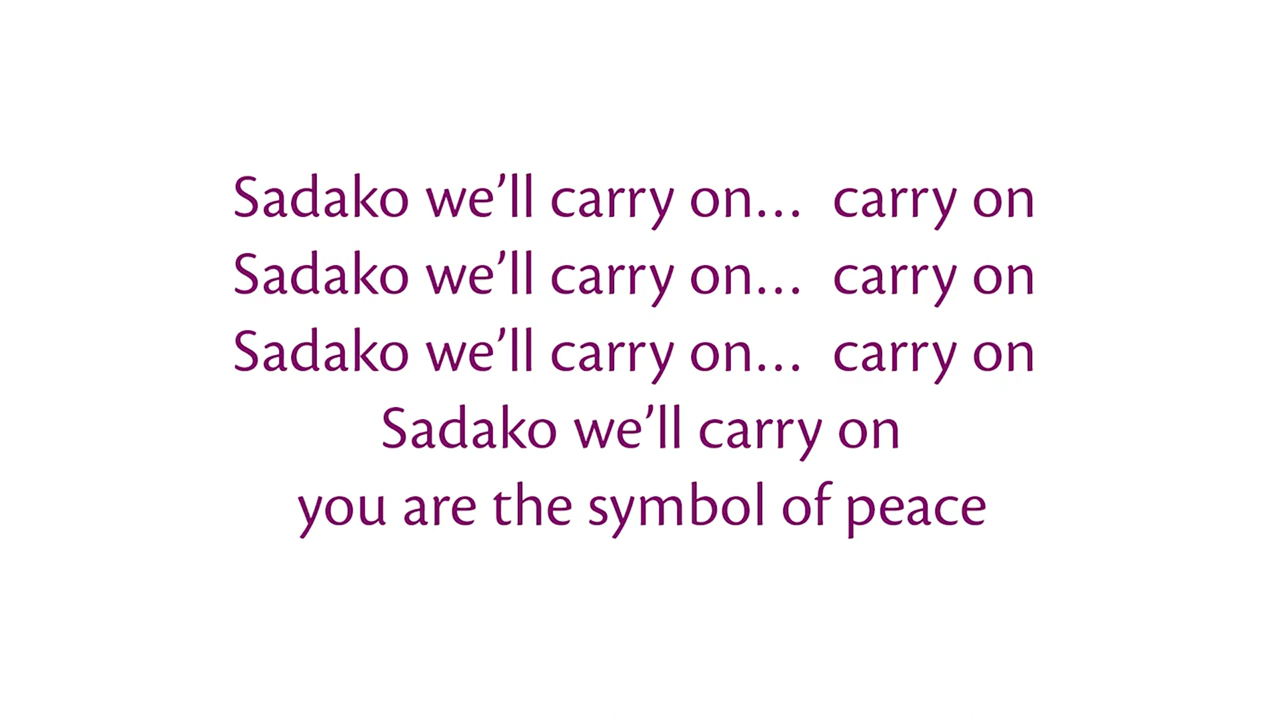 Sadako we’ll carry on...  carry on
Sadako we’ll carry on...  carry on
Sadako we’ll carry on...  carry on
Sadako we’ll carry on
you are the symbol of peace